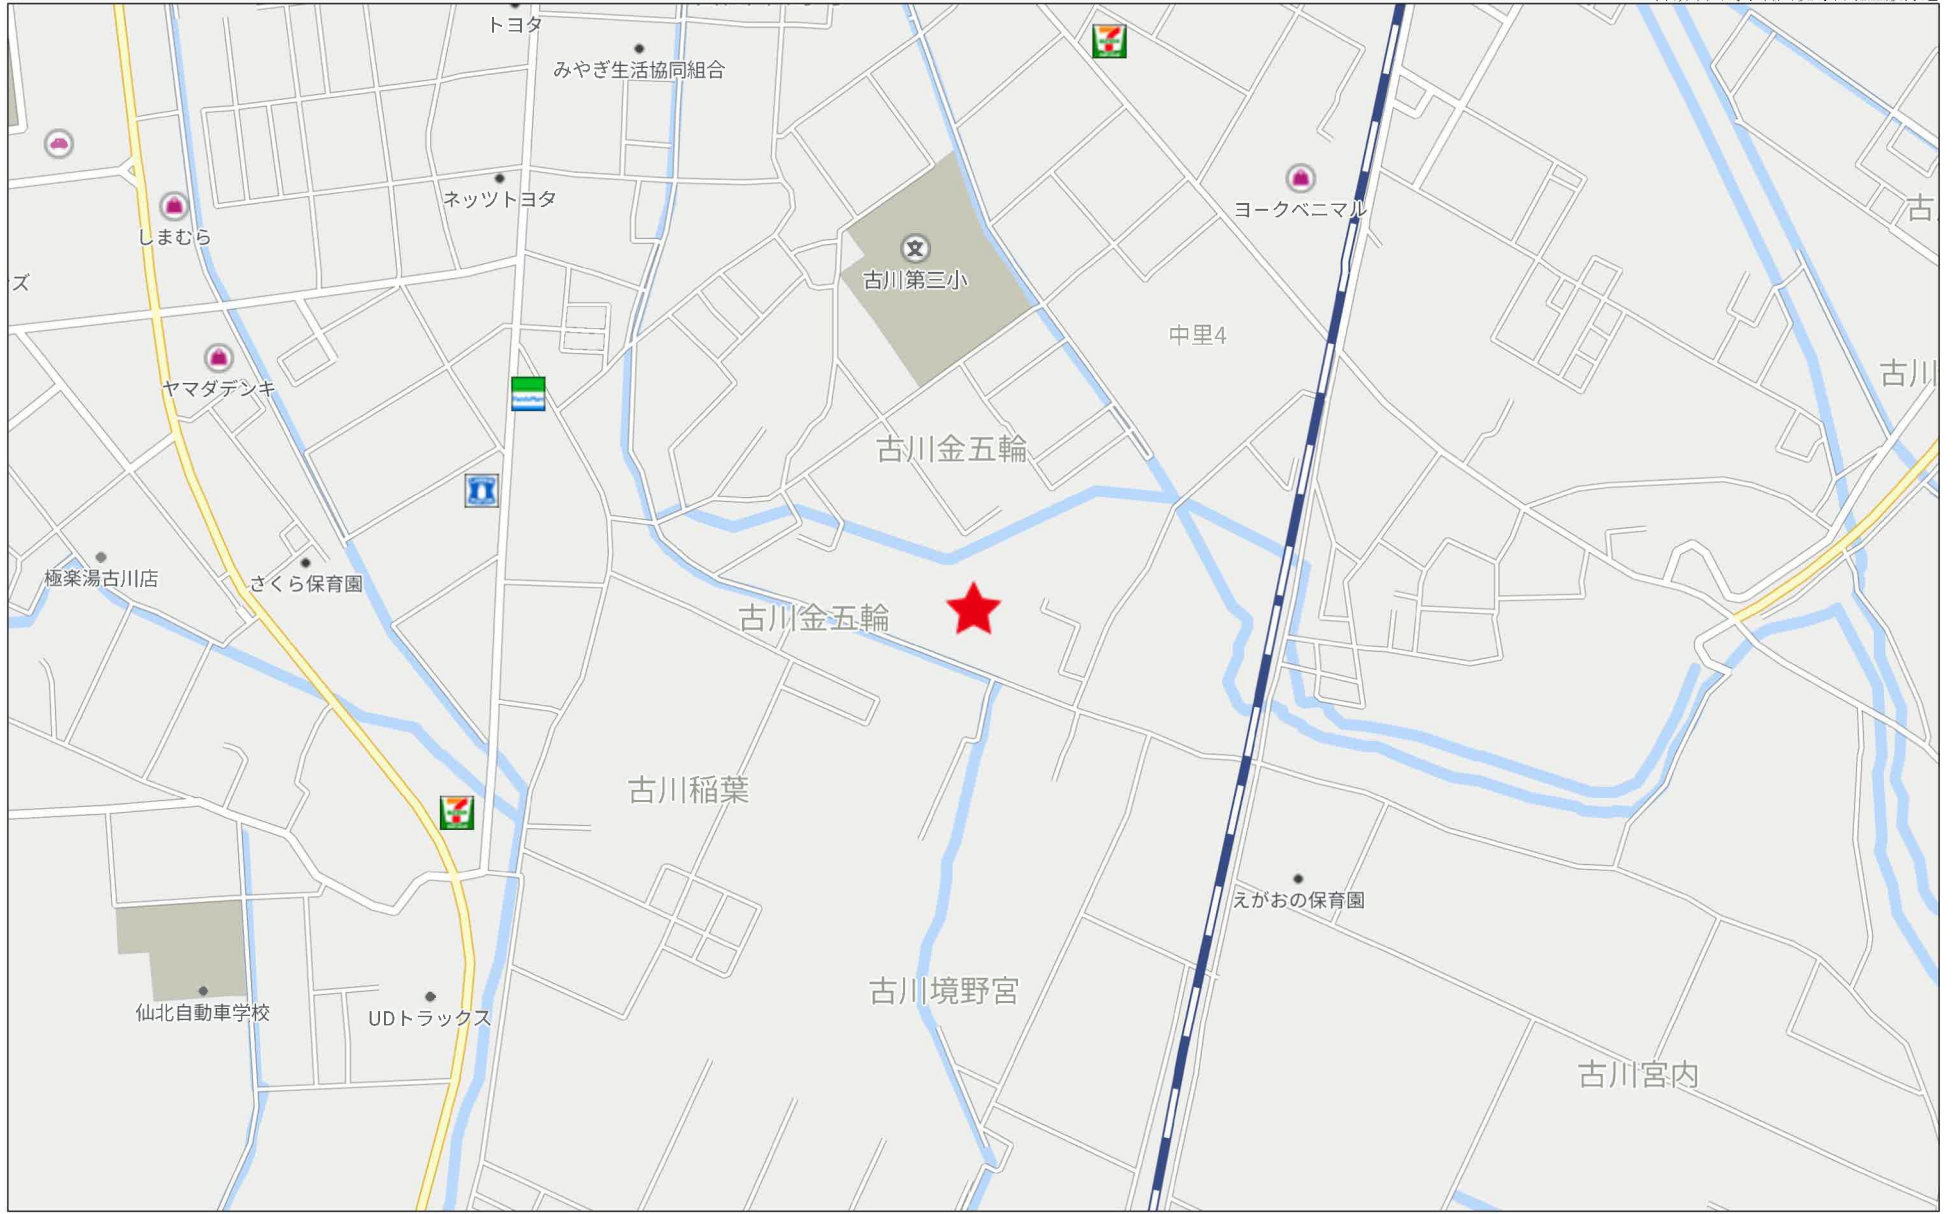 トヨタ
みやぎ生活協同組合
ネッツトヨタ
ヨークベニマル
古
しまむら
古川第三小
ズ
中里4
古川
ヤマダデンキ
FamilyMart
古川金五輪
極楽湯古川店
さくら保育園
古川金五輪
古川稲葉
えがおの保育園
古川境野宮
仙北自動車学校
UDトラックス
古川宮内